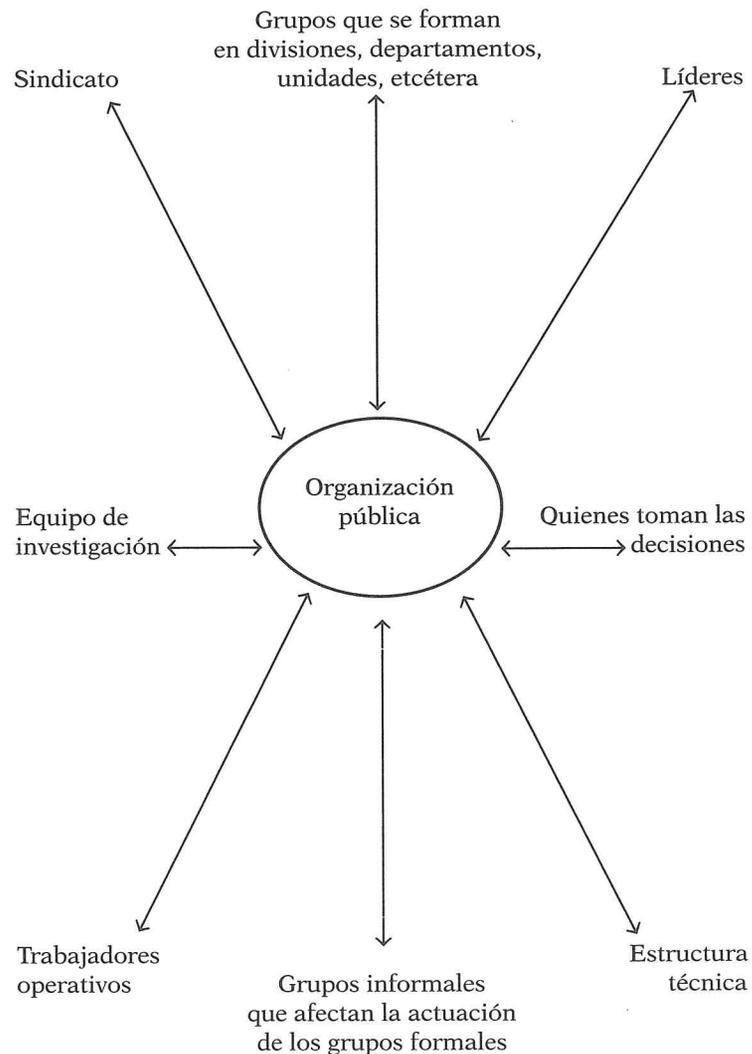 Grupos que se forman
en divisiones, departamentos,
unidades, etcétera
Sindicato
Líderes
Organización
pública
Equipo de
investigación
Quienes toman las
decisiones
Trabajadores
operativos
Grupos informales
que afectan la actuación
de los grupos formales
Estructura
técnica